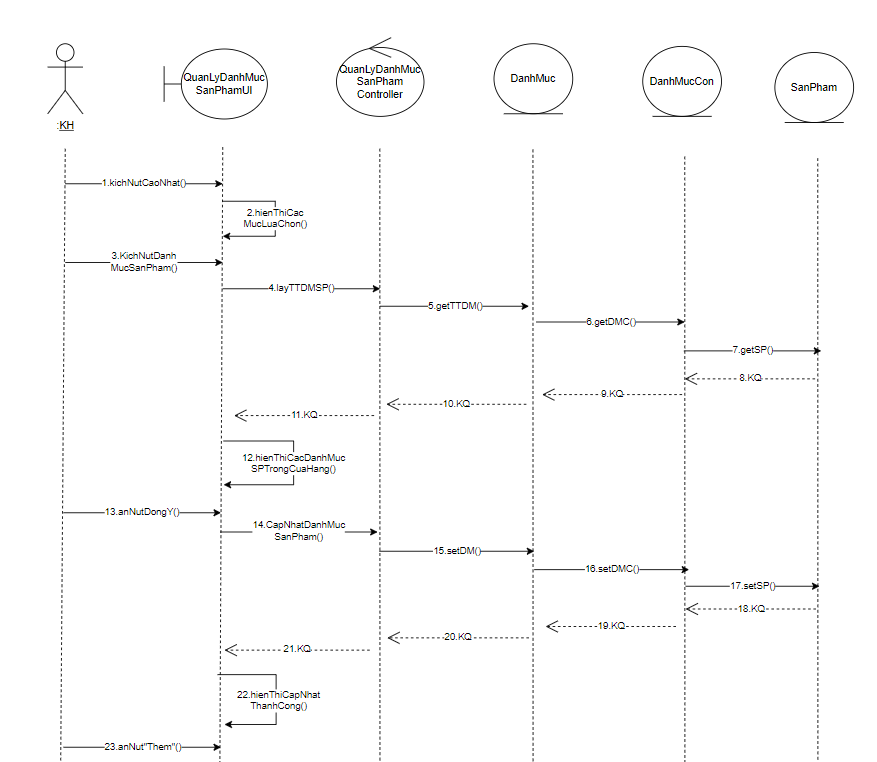 QuanLyDanhMuc
SanPhamUI
QuanLyDanhMuc
SanPham
Controller
DanhMuc
DanhMucCon
SanPham
:KH
1.kichNutCaoNhat()
2.hienThiCac
MucLuaChon()
3.KichNutDanh
MucSanPham()
4.layTTDMSP()
5.getTTDM()
6.getDMC()
7.getSP()
8.KQ
9.KQ
10.KQ
11.KQ
12.hienThiCacDanhMuc
SPTrongCuaHang()
13.anNutDongY()
14.CapNhatDanhMuc
SanPham()
15.setDM()
16.setDMC()
17.setSP()
18.KQ
19.KQ
20.KQ
21.KQ
22.hienThiCapNhat
ThanhCong()
23.anNut"Them"()